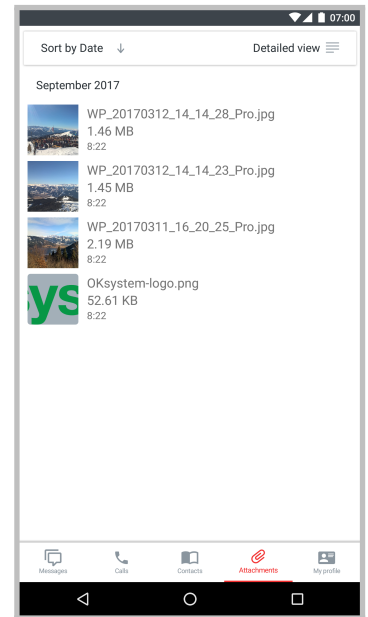 07:00
Sort by Date ↓ Detailed view
September 2017
WP_20170312_14_14_28_Pro.jpg
1.46 MB
8:22
WP_20170312_14_14_23_Pro.jpg
1.45 MB
8:22
WP_20170311_16_20_25_Pro.jpg
2.19 MB
8:22
OKsystem-logo.png
52.61 KB
8:22
sys
Messages Calls Contacts Attachments My profile